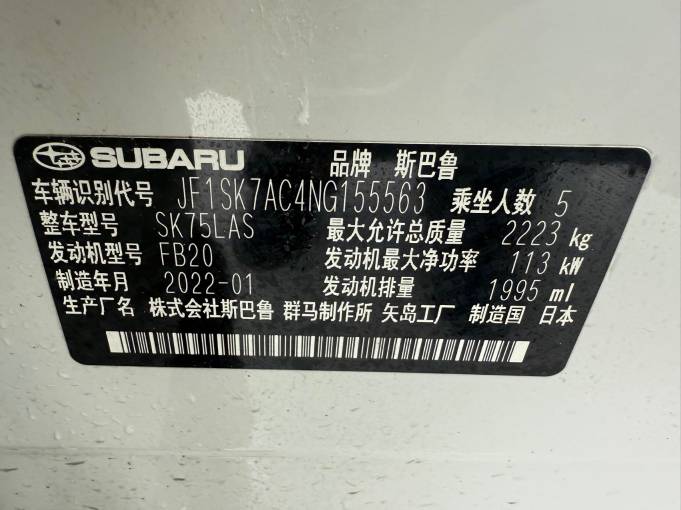 SUBARU 品牌 斯巴鲁
车辆识别代号 JF1SK7AC4NG155563 乘坐人数 5
整车型号 SK75LAS 最大允许总质量 2223 kg
发动机型号 FB20 发动机最大净功率 113 kW
制造年月 2022-01 发动机排量 1995 ml
生产厂名 株式会社斯巴鲁 群马制作所 矢岛工厂 制造国 日本